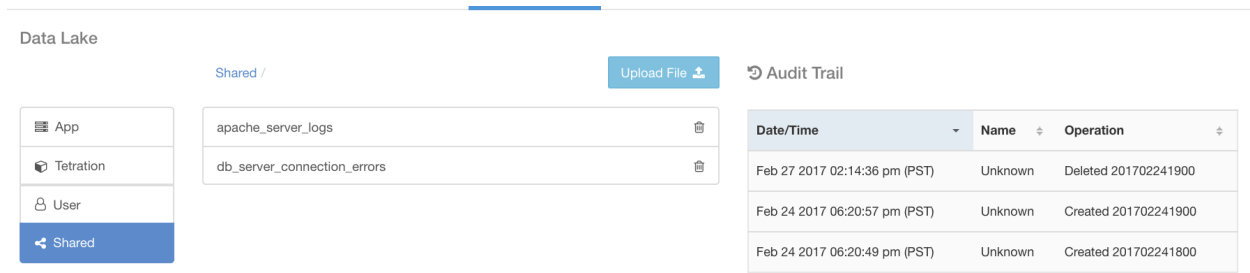 Data Lake
Shared /
Upload File
Audit Trail
App
Tetration
User
Shared
apache_server_logs
db_server_connection_errors
Date/Time Name Operation
Feb 27 2017 02:14:36 pm (PST) Unknown Deleted 201702241900
Feb 24 2017 06:20:57 pm (PST) Unknown Created 201702241900
Feb 24 2017 06:20:49 pm (PST) Unknown Created 201702241800